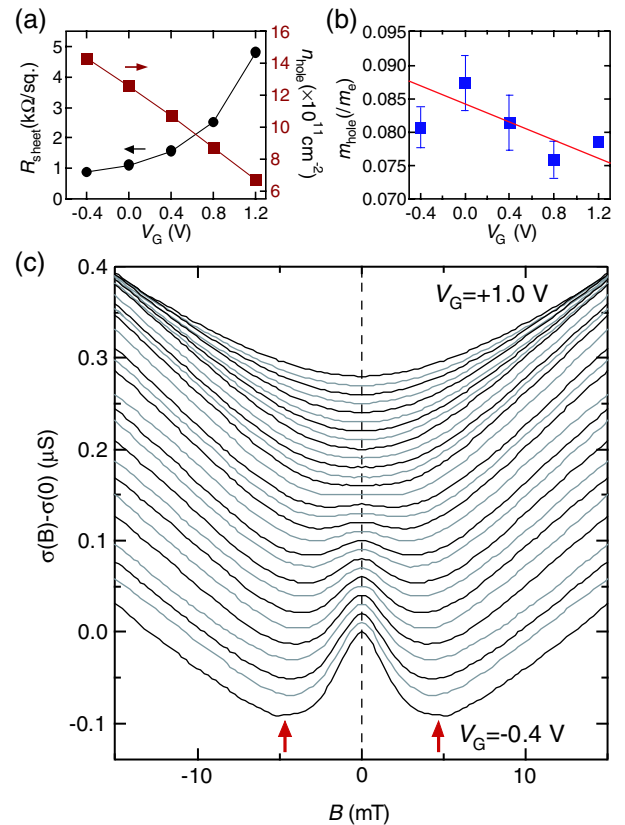 (a)
R_sheet(kΩ/sq.)
5
4
3
2
1
0
16
14
12
10
8
6
n_hole(×10^11 cm^-2)
-0.4 0.0 0.4 0.8 1.2
V_G (V)
(b)
m_hole(/m_e)
0.095
0.090
0.080
0.070
-0.4 0.0 0.4 0.8 1.2
V_G (V)
(c)
σ(B)-σ(0) (μS)
0.4
0.3
0.2
0.1
0.0
-0.1
V_G=+1.0 V
V_G=-0.4 V
-10 0 10
B (mT)